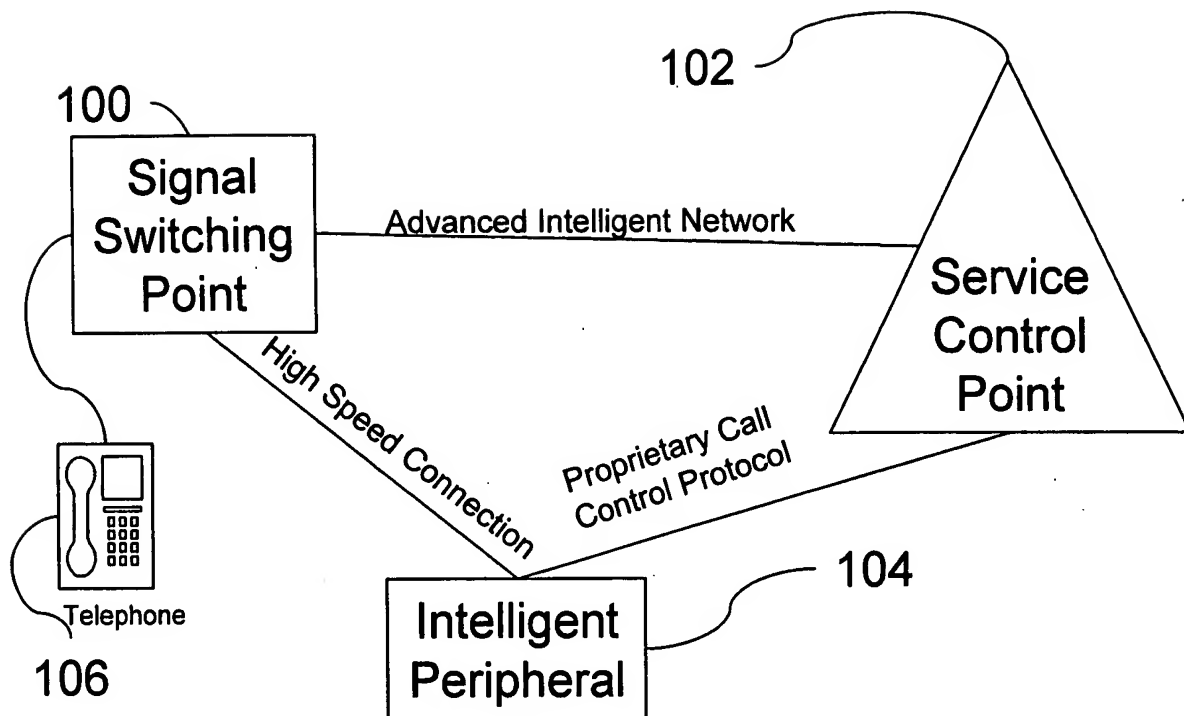 102
100
Signal
Switching
Point
Advanced Intelligent Network
Service
Control
Point
High Speed Connection
Proprietary Call
Control Protocol
104
Telephone
Intelligent
Peripheral
106